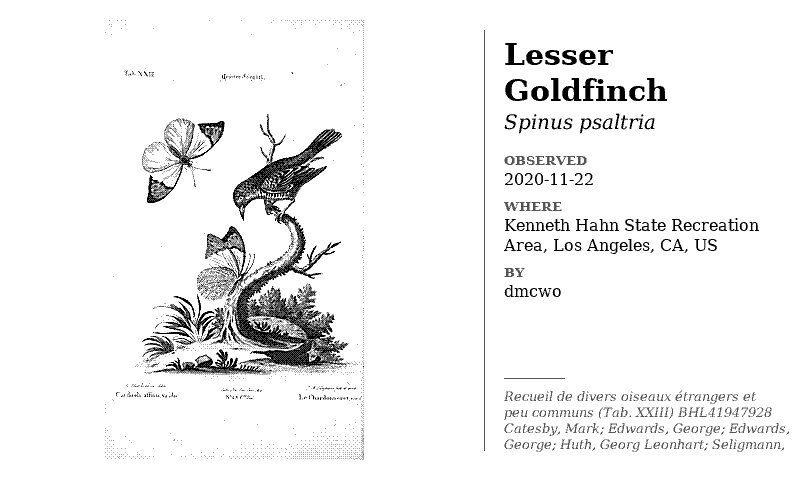 Tab. XXIII
Lesser
Goldfinch
Spinus psaltria
OBSERVED
2020-11-22
WHERE
Kenneth Hahn State Recreation
Area, Los Angeles, CA, US
BY
dmcwo
Recueil de divers oiseaux étrangers et
peu communs (Tab. XXIII) BHL41947928
Catesby, Mark; Edwards, George; Edwards,
George; Huth, Georg Leonhart; Seligmann,